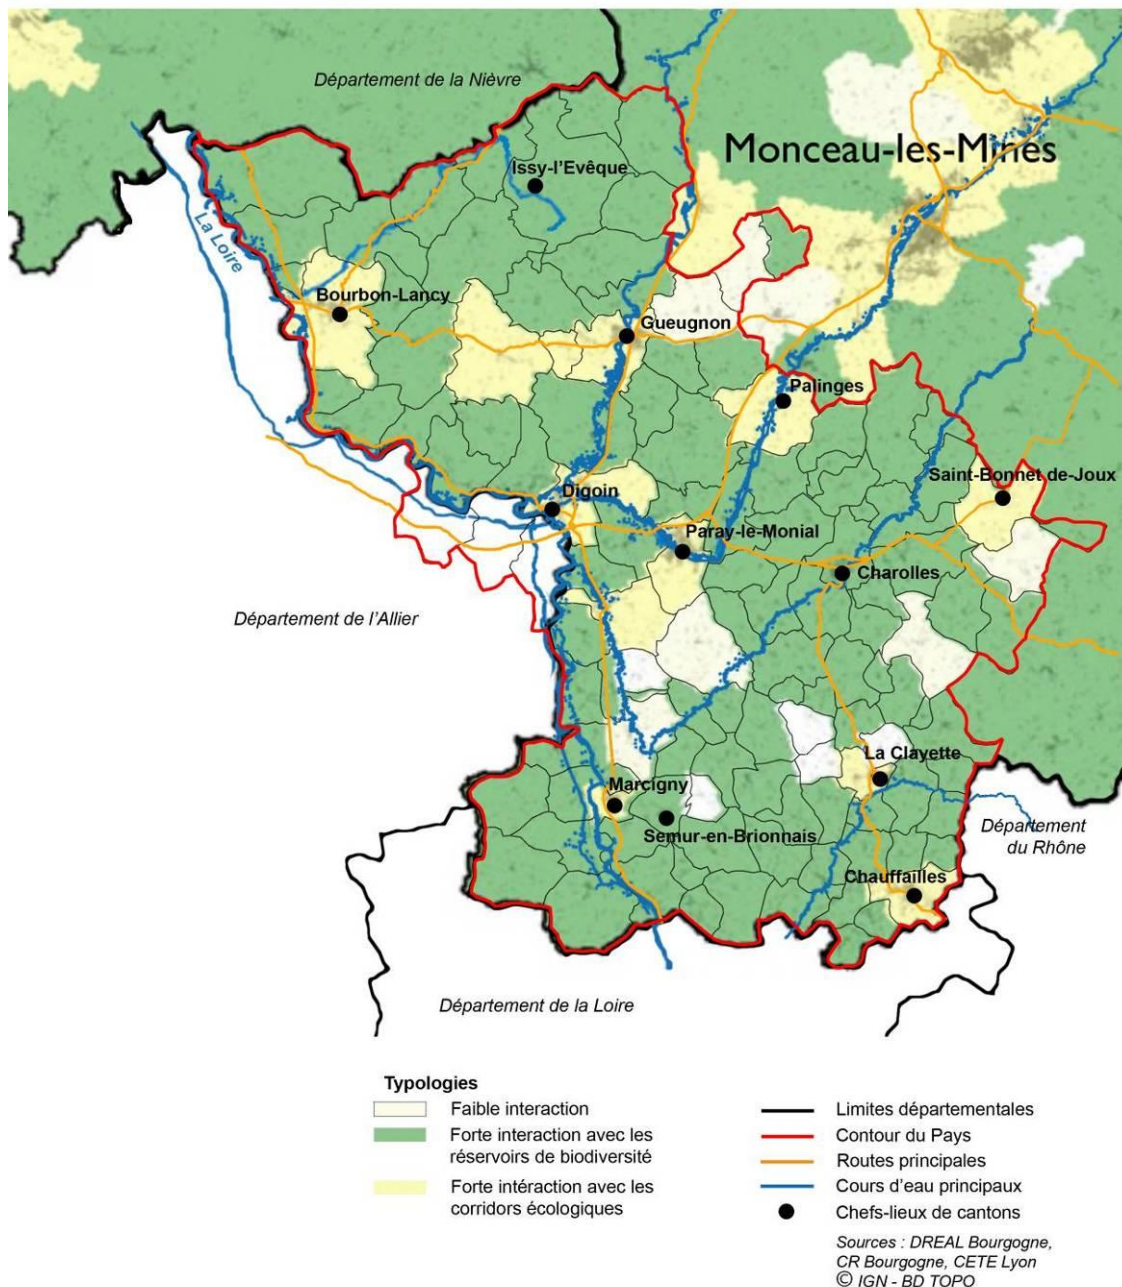 Département de la Nièvre
Monceau-les-Mines
Issy-l'Evêque
La Loire
Bourbon-Lancy
Gueugnon
Palinges
Saint-Bonnet de-Joux
Digoin
Paray-le-Monial
Charolles
Département de l'Allier
La Clayette
Marcigny
Semur-en-Brionnais
Département
du Rhône
Chauffailles
Département de la Loire
Typologies
Faible interaction
Forte interaction avec les
réservoirs de biodiversité
Forte intéraction avec les
corridors écologiques
Limites départementales
Contour du Pays
Routes principales
Cours d'eau principaux
Chefs-lieux de cantons
Sources : DREAL Bourgogne,
CR Bourgogne, CETE Lyon
© IGN - BD TOPO